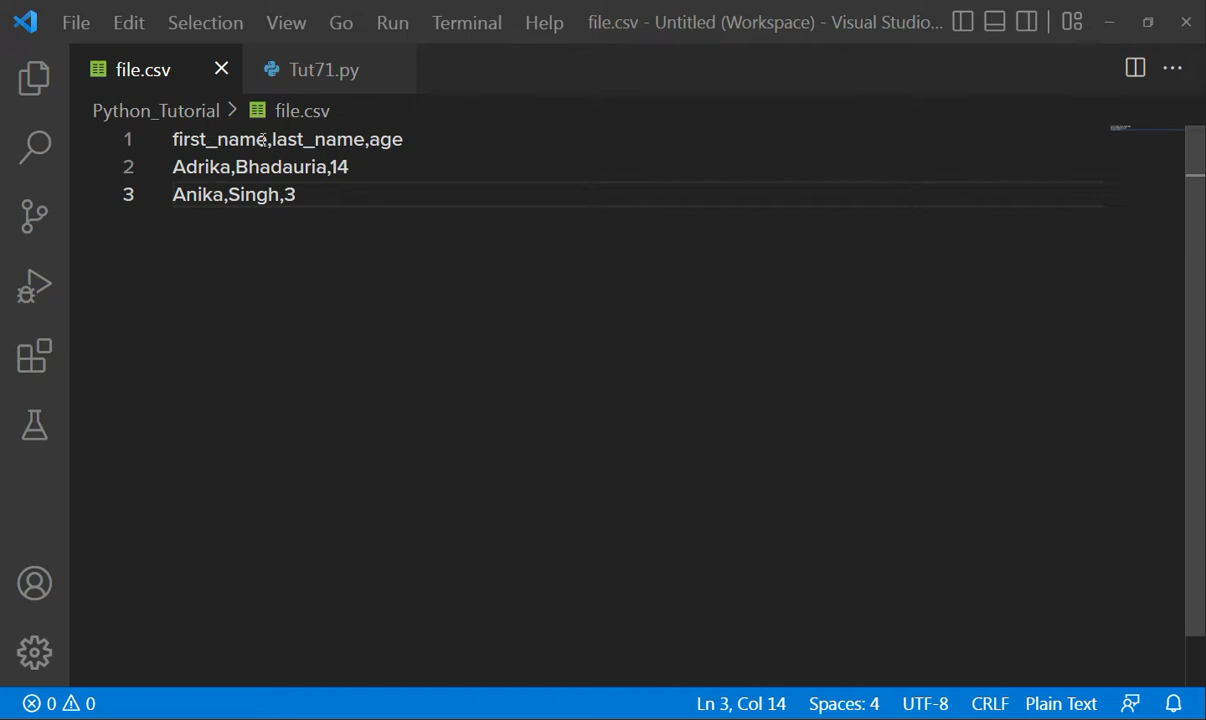 File Edit Selection View Go Run Terminal Help file.csv - Untitled (Workspace) - Visual Studio...
file.csv Tut71.py
Python_Tutorial > file.csv
1 first_name,last_name,age
2 Adrika,Bhadauria,14
3 Anika,Singh,3
0 0 Ln 3, Col 14 Spaces: 4 UTF-8 CRLF Plain Text